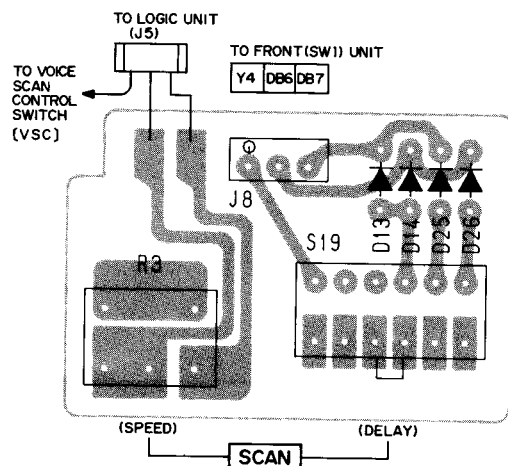 TO LOGIC UNIT
(J5)
TO VOICE
SCAN
CONTROL
SWITCH
[VSC]
TO FRONT(SW1) UNIT
Y4 DB6 DB7
J8
S19
D13
D14
D25
D26
R3
(SPEED)
(DELAY)
SCAN